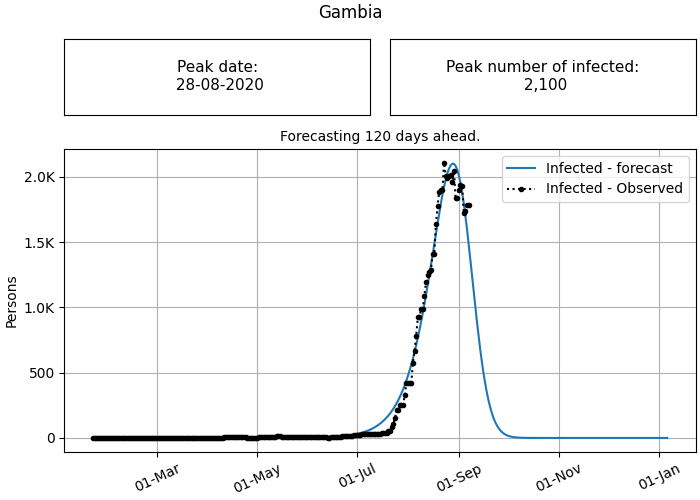 Gambia
Peak date:
28-08-2020
Peak number of infected:
2,100
Forecasting 120 days ahead.
Infected - forecast
Infected - Observed
2.0K
1.5K
1.0K
500
0
Persons
01-Mar
01-May
01-Jul
01-Sep
01-Nov
01-Jan